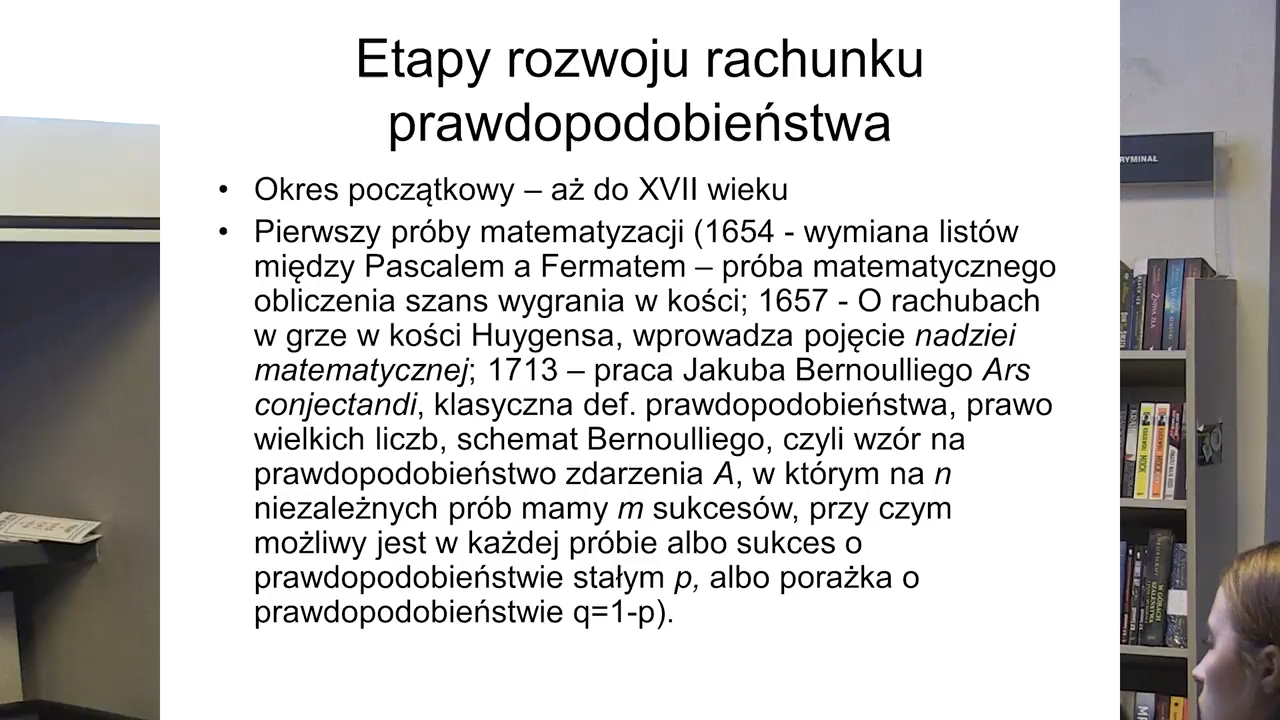 Etapy rozwoju rachunku
prawdopodobieństwa
• Okres początkowy – aż do XVII wieku
• Pierwszy próby matematyzacji (1654 - wymiana listów
między Pascalem a Fermatem – próba matematycznego
obliczenia szans wygrania w kości; 1657 - O rachubach
w grze w kości Huygensa, wprowadza pojęcie nadziei
matematycznej; 1713 – praca Jakuba Bernoulliego Ars
conjectandi, klasyczna def. prawdopodobieństwa, prawo
wielkich liczb, schemat Bernoulliego, czyli wzór na
prawdopodobieństwo zdarzenia A, w którym na n
niezależnych prób mamy m sukcesów, przy czym
możliwy jest w każdej próbie albo sukces o
prawdopodobieństwie stałym p, albo porażka o
prawdopodobieństwie q=1-p).
RYMINAŁ